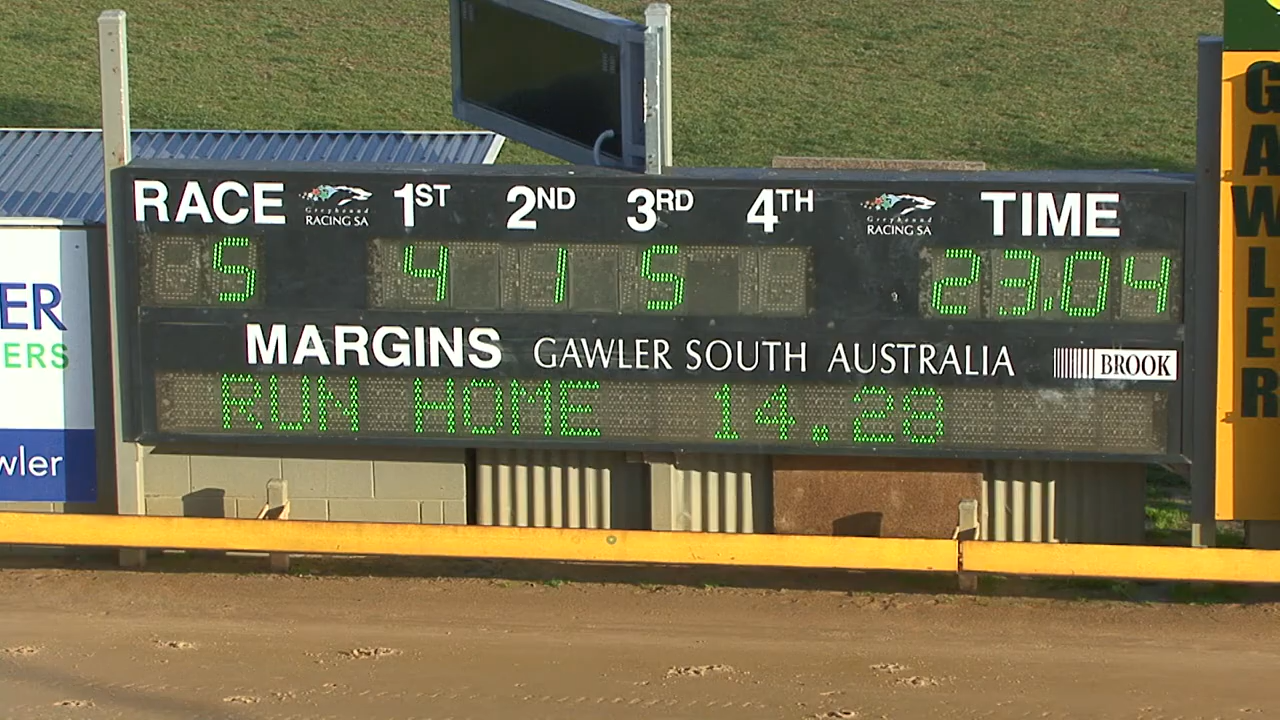 RACE Greyhound RACING SA 1ST 2ND 3RD 4TH Greyhound RACING SA TIME
5 4 1 5 23.04
MARGINS GAWLER SOUTH AUSTRALIA BROOK
RUN HOME 14.28
ER
ERS
wler
GAWLER